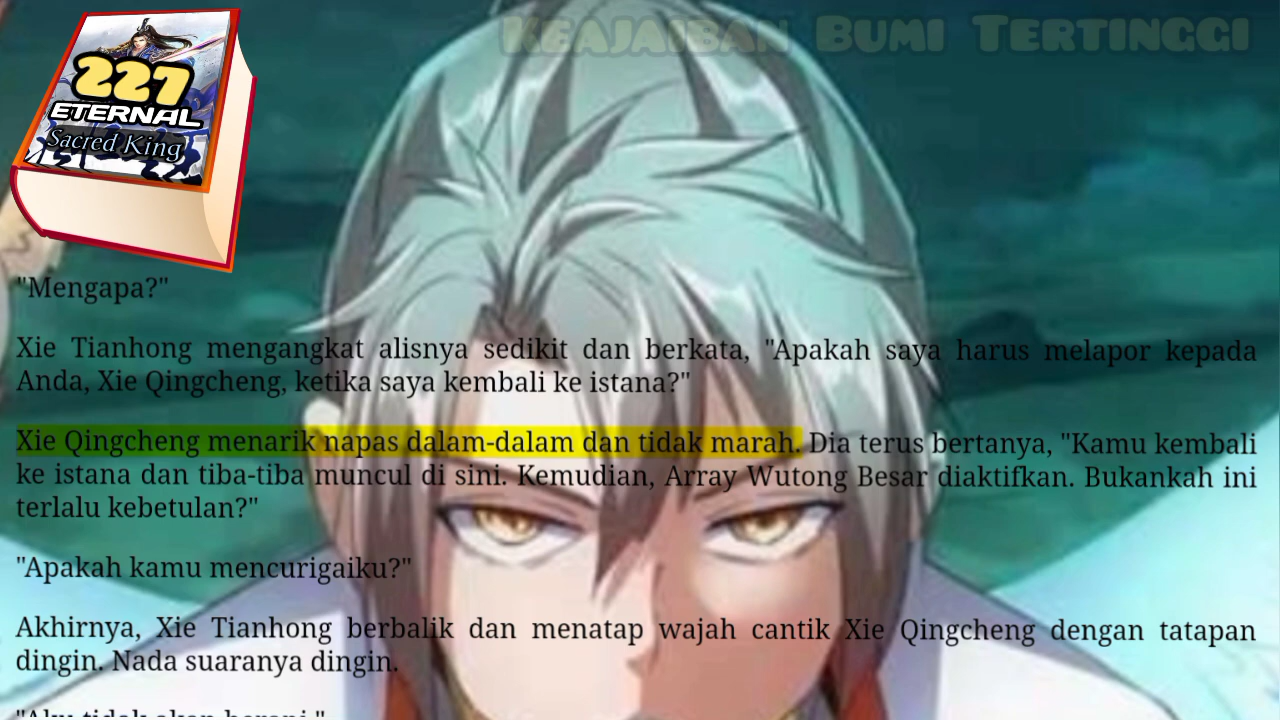 Keajaiban Bumi Tertinggi
227
ETERNAL
Sacred King
"Mengapa?"
Xie Tianhong mengangkat alisnya sedikit dan berkata, "Apakah saya harus melapor kepada
Anda, Xie Qingcheng, ketika saya kembali ke istana?"
Xie Qingcheng menarik napas dalam-dalam dan tidak marah. Dia terus bertanya, "Kamu kembali
ke istana dan tiba-tiba muncul di sini. Kemudian, Array Wutong Besar diaktifkan. Bukankah ini
terlalu kebetulan?"
"Apakah kamu mencurigaiku?"
Akhirnya, Xie Tianhong berbalik dan menatap wajah cantik Xie Qingcheng dengan tatapan
dingin. Nada suaranya dingin.
"Aku tidak akan berani."